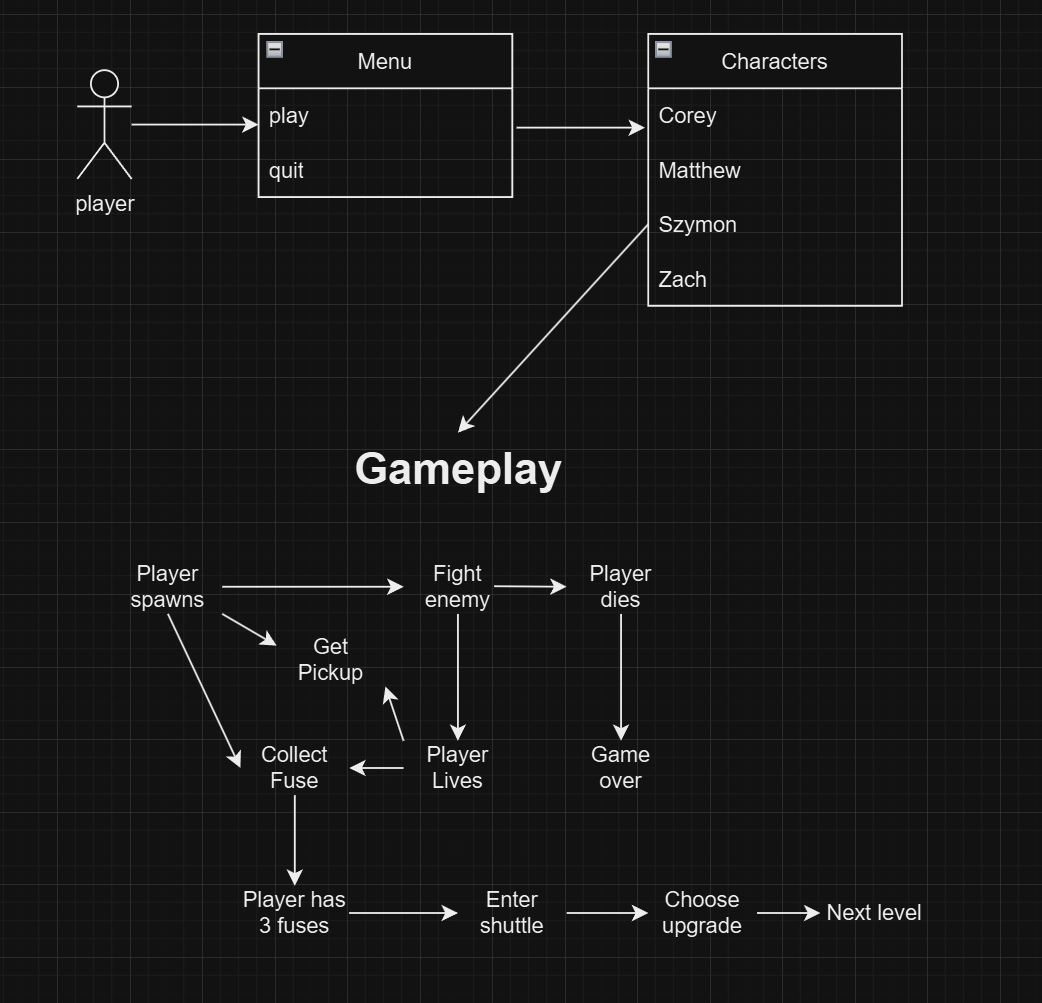 Menu
Characters
play
quit
player
Corey
Matthew
Szymon
Zach
Gameplay
Player
spawns
Fight
enemy
Player
dies
Get
Pickup
Collect
Fuse
Player
Lives
Game
over
Player has
3 fuses
Enter
shuttle
Choose
upgrade
Next level